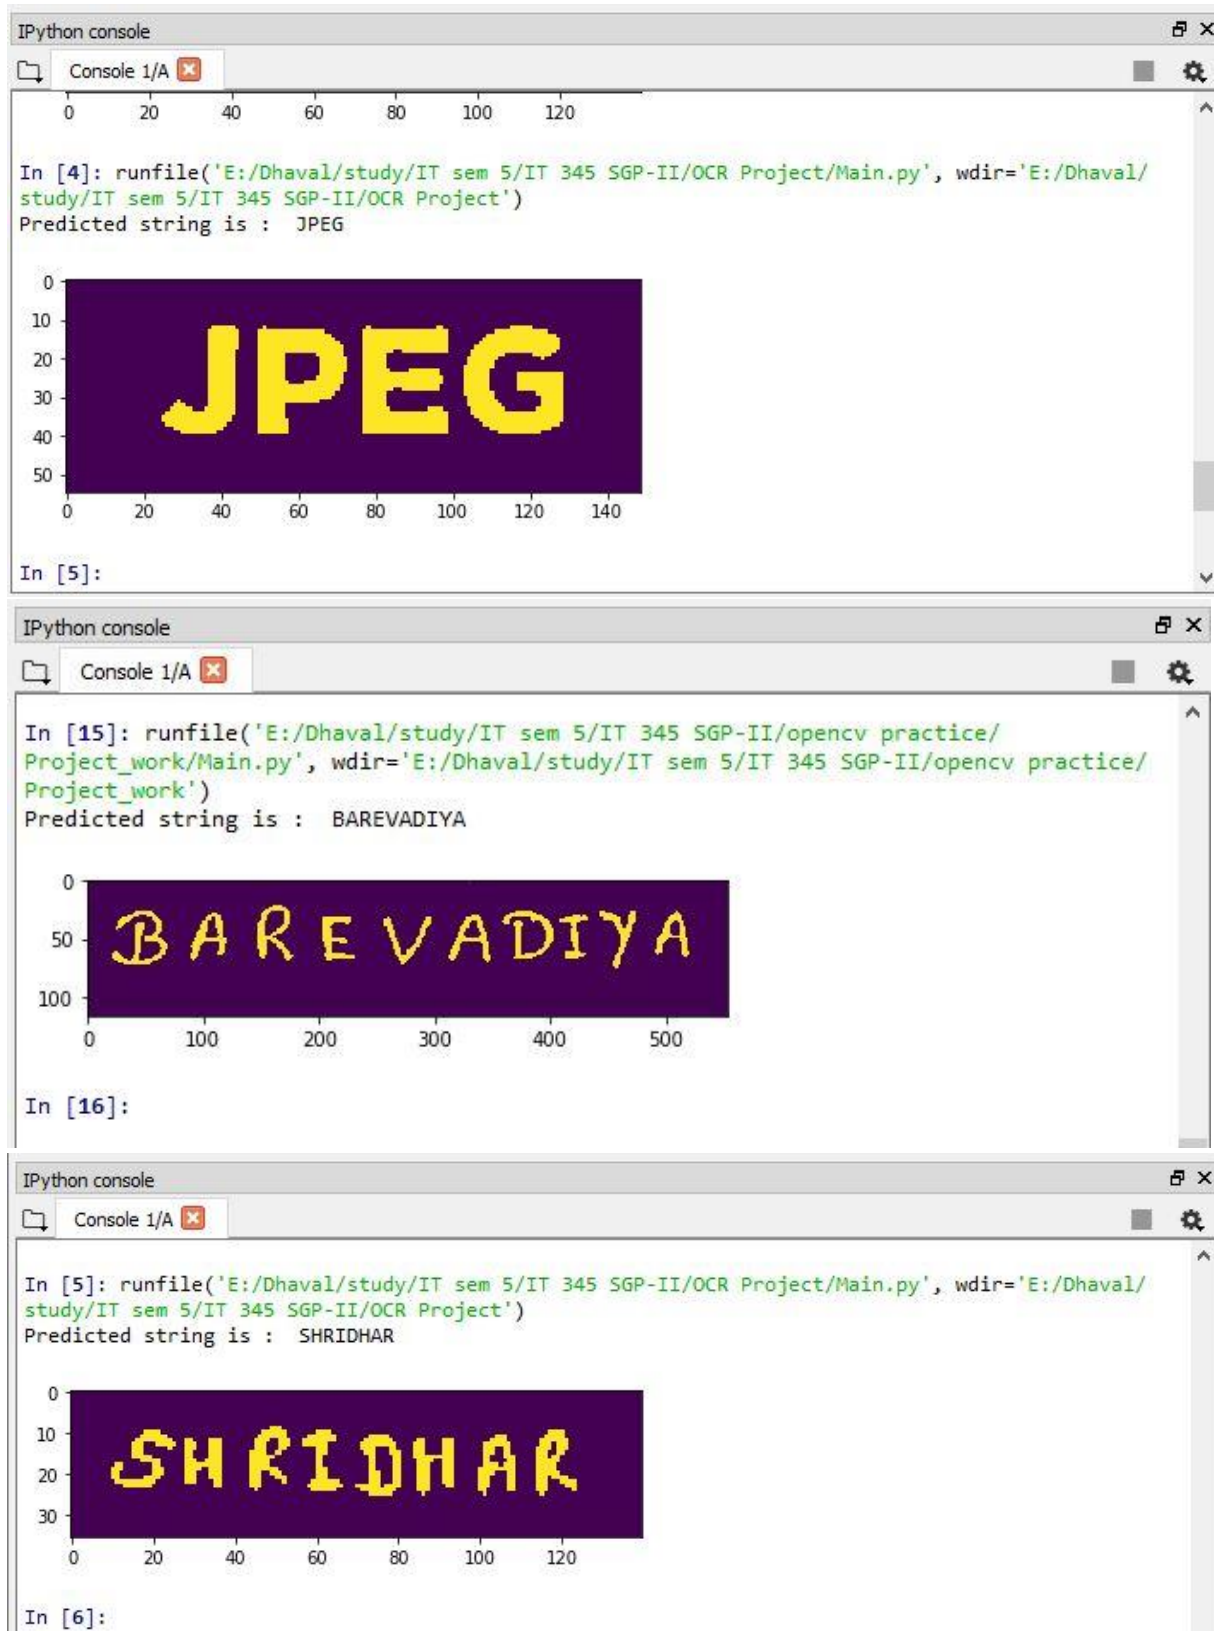 IPython console
Console 1/A
0 20 40 60 80 100 120
In [4]: runfile('E:/Dhaval/study/IT sem 5/IT 345 SGP-II/OCR Project/Main.py', wdir='E:/Dhaval/
study/IT sem 5/IT 345 SGP-II/OCR Project')
Predicted string is :  JPEG
0
10
20
30
40
50
JPEG
0 20 40 60 80 100 120 140
In [5]:
IPython console
Console 1/A
In [15]: runfile('E:/Dhaval/study/IT sem 5/IT 345 SGP-II/opencv practice/
Project_work/Main.py', wdir='E:/Dhaval/study/IT sem 5/IT 345 SGP-II/opencv practice/
Project_work')
Predicted string is :  BAREVADIYA
0
50
100
BAREVADIYA
0 100 200 300 400 500
In [16]:
IPython console
Console 1/A
In [5]: runfile('E:/Dhaval/study/IT sem 5/IT 345 SGP-II/OCR Project/Main.py', wdir='E:/Dhaval/
study/IT sem 5/IT 345 SGP-II/OCR Project')
Predicted string is :  SHRIDHAR
0
10
20
30
SHRIDHAR
0 20 40 60 80 100 120
In [6]: